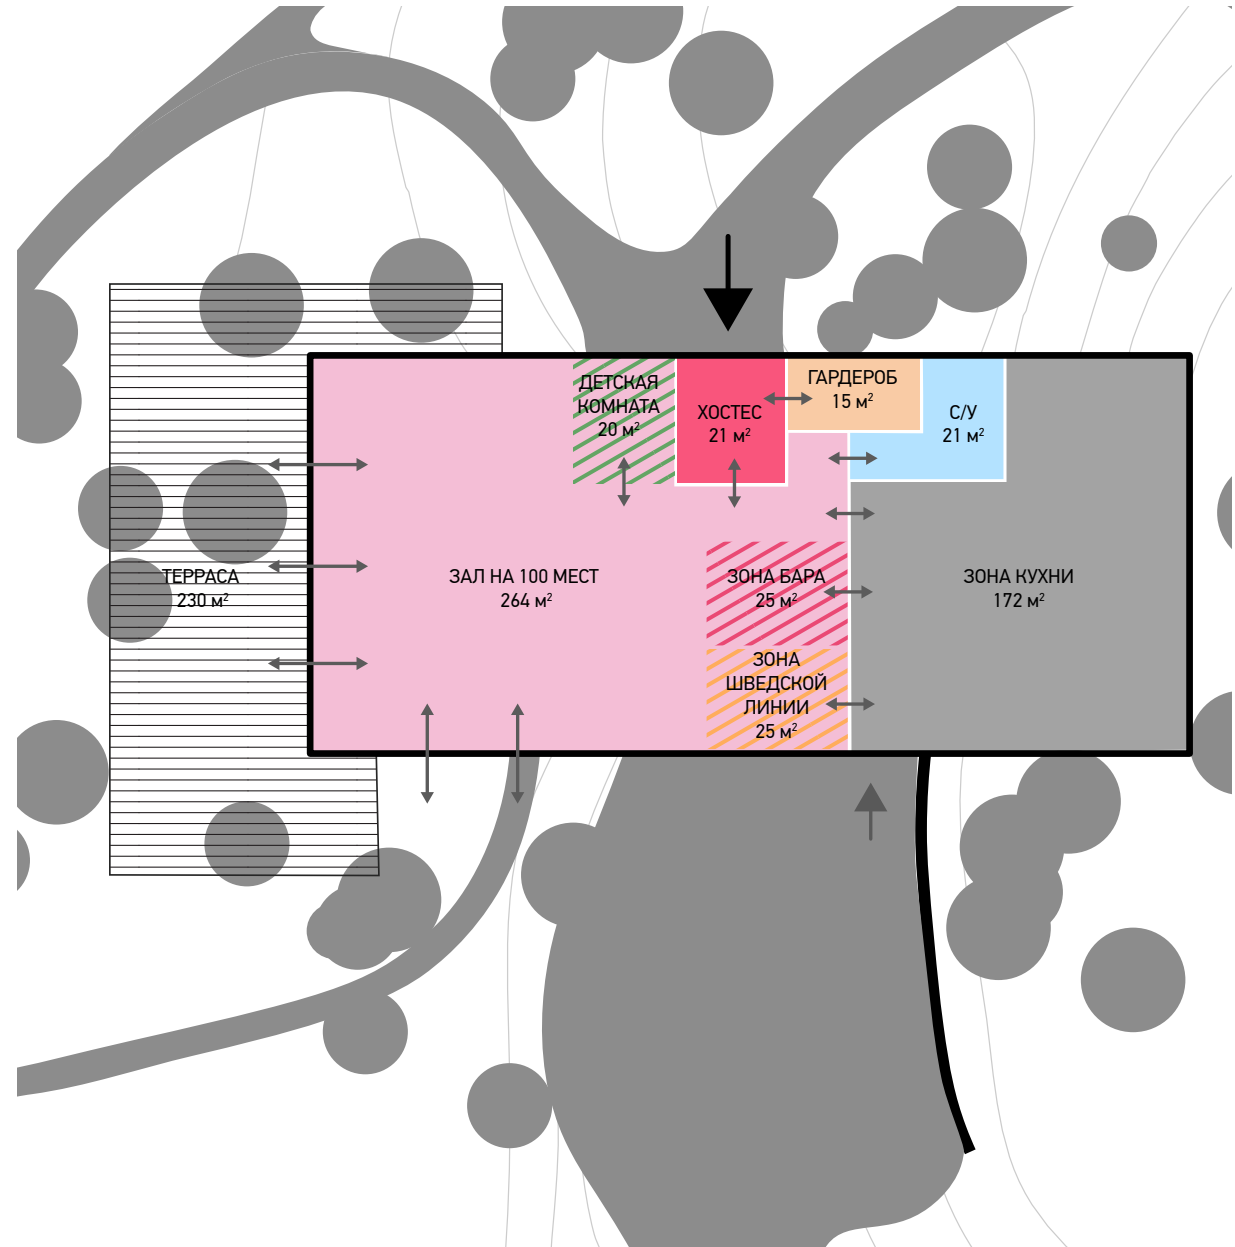 ДЕТСКАЯ
КОМНАТА
20 м²
ХОСТЕС
21 м²
ГАРДЕРОБ
15 м²
С/У
21 м²
ТЕРРАСА
230 м²
ЗАЛ НА 100 МЕСТ
264 м²
ЗОНА БАРА
25 м²
ЗОНА КУХНИ
172 м²
ЗОНА
ШВЕДСКОЙ
ЛИНИИ
25 м²